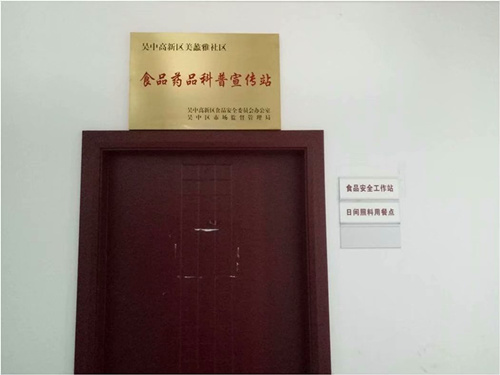 吴中高新区美蠡雅社区
食品药品科普宣传站
吴中高新区食品安全委员会办公室
吴中区市场监督管理局
食品安全工作站
日间照料用餐点